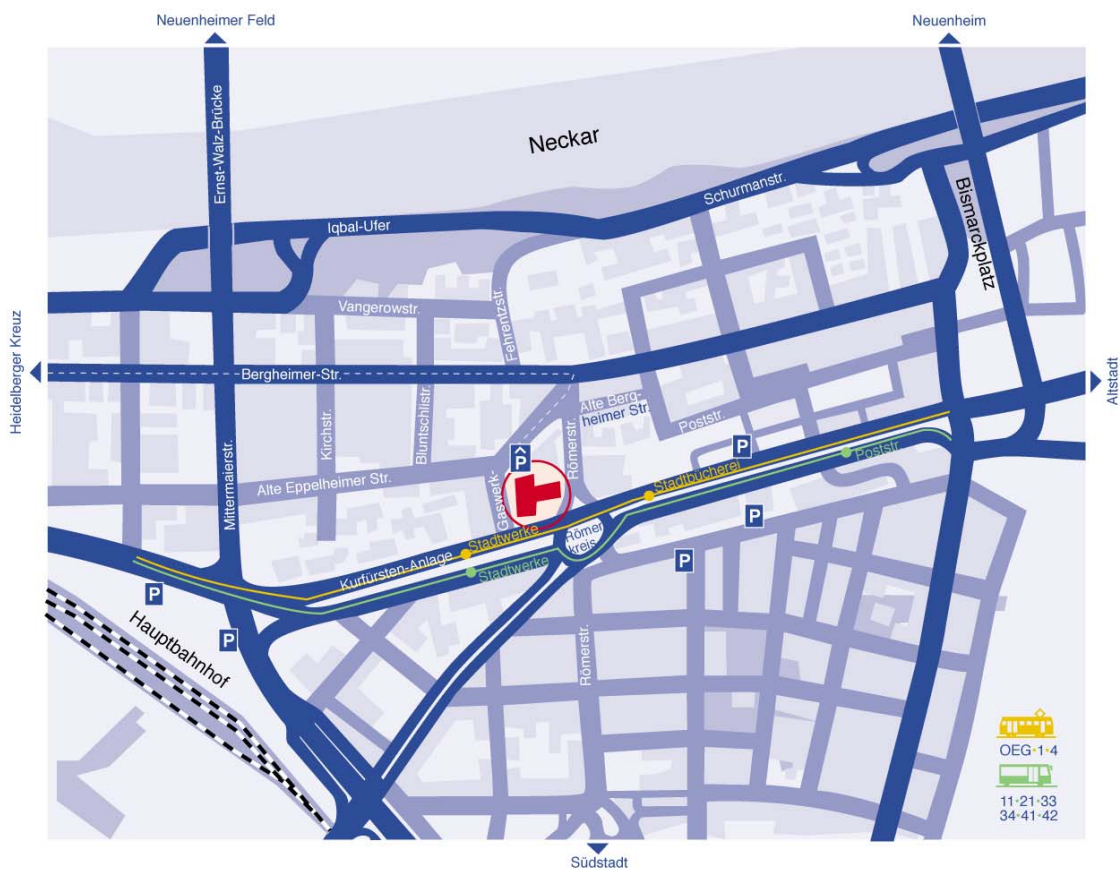 Neuenheimer Feld
Neuenheim
Ernst-Walz-Brücke
Neckar
Schurmanstr.
Iqbal-Ufer
Bismarckplatz
Vangerowstr.
Fehrentzstr.
Heidelberger Kreuz
Bergheimer-Str.
Altstadt
Alte Berg-
heimer Str.
Kirchstr.
Bluntschlistr.
Poststr.
Römerstr.
P
P
Mittermaierstr.
Alte Eppelheimer Str.
Gaswerk-
Stadtbücherei
Poststr.
P
Stadtwerke
Römer
kreis
Kurfürsten-Anlage
Stadtwerke
P
P
P
Hauptbahnhof
Römerstr.
OEG·1·4
11·21·33
34·41·42
Südstadt